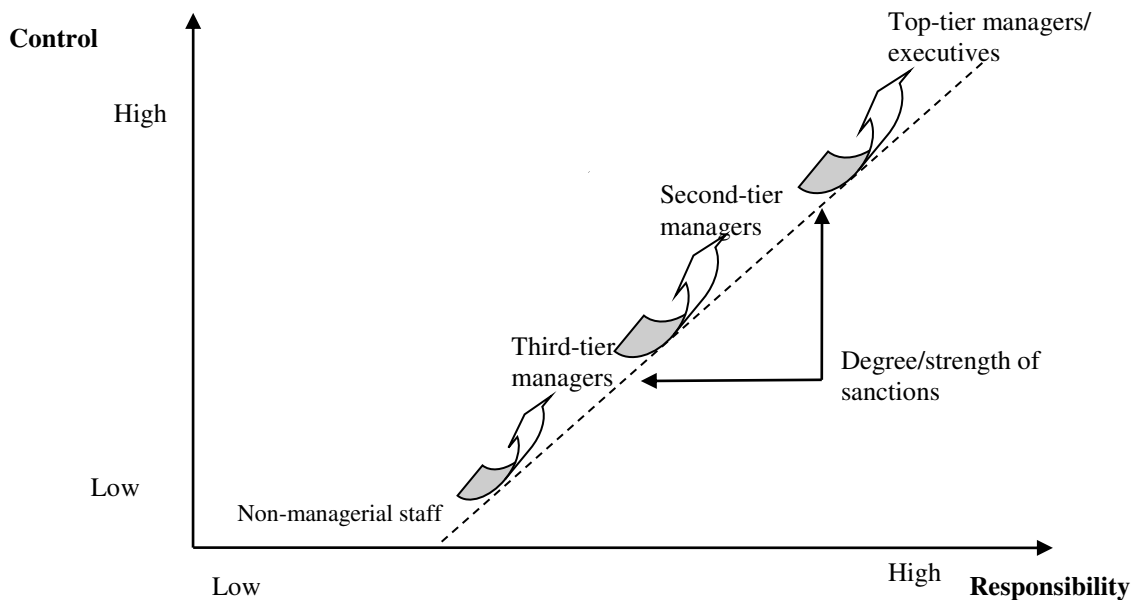 Top-tier managers/
executives
Control
High
Second-tier
managers
Third-tier
managers
Degree/strength of
sanctions
Low
Non-managerial staff
High
Low
Responsibility